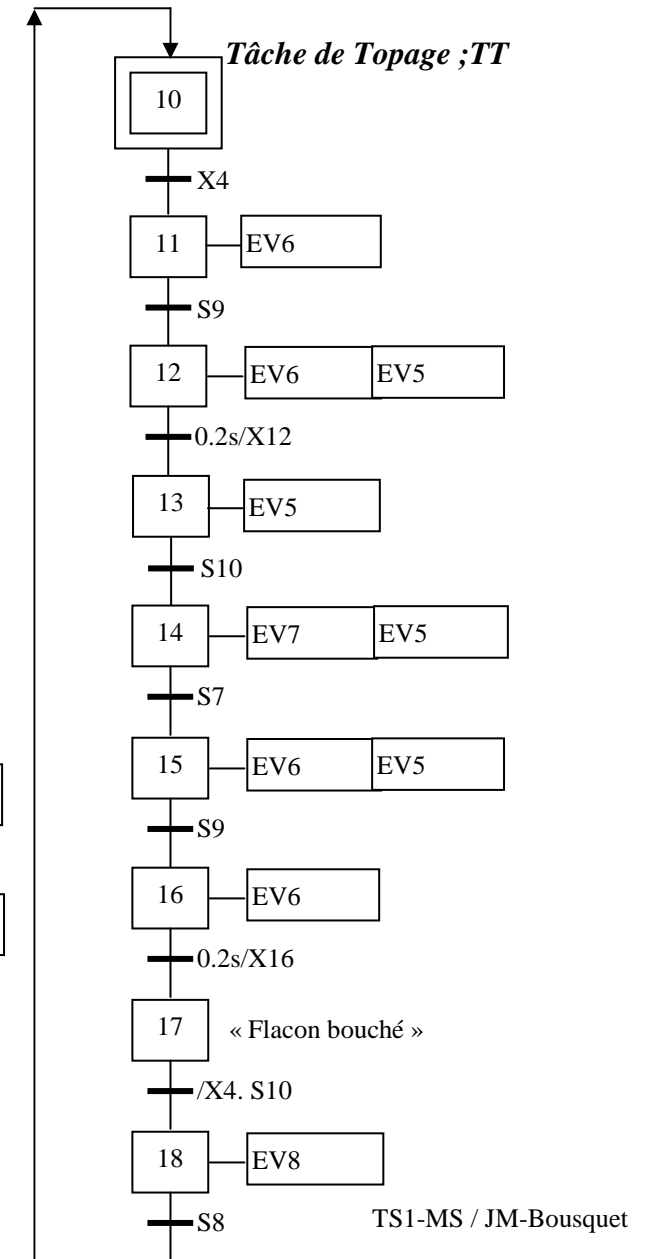 Tâche de Topage ;TT
10
X4
11 EV6
S9
12 EV6 EV5
0.2s/X12
13 EV5
S10
14 EV7 EV5
S7
15 EV6 EV5
S9
16 EV6
0.2s/X16
17 « Flacon bouché »
/X4. S10
18 EV8
S8 TS1-MS / JM-Bousquet